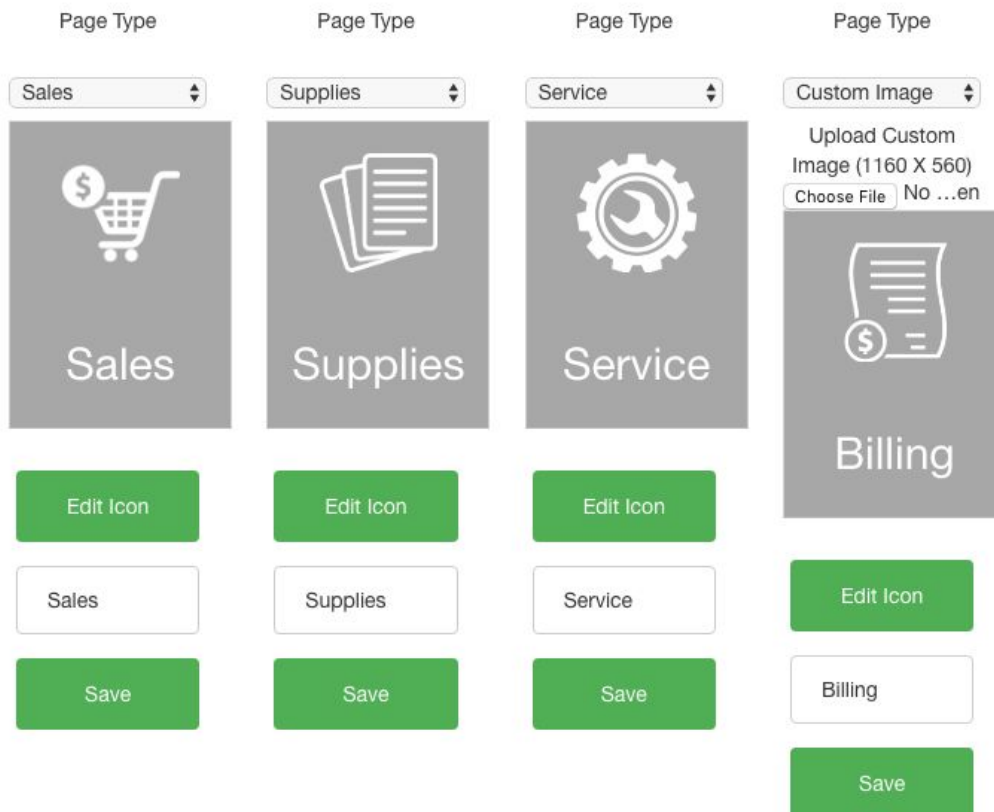 Page Type
Sales
Sales
Edit Icon
Sales
Save
Page Type
Supplies
Supplies
Edit Icon
Supplies
Save
Page Type
Service
Service
Edit Icon
Service
Save
Page Type
Custom Image
Upload Custom
Image (1160 X 560)
Choose File No ...en
$
Billing
Edit Icon
Billing
Save